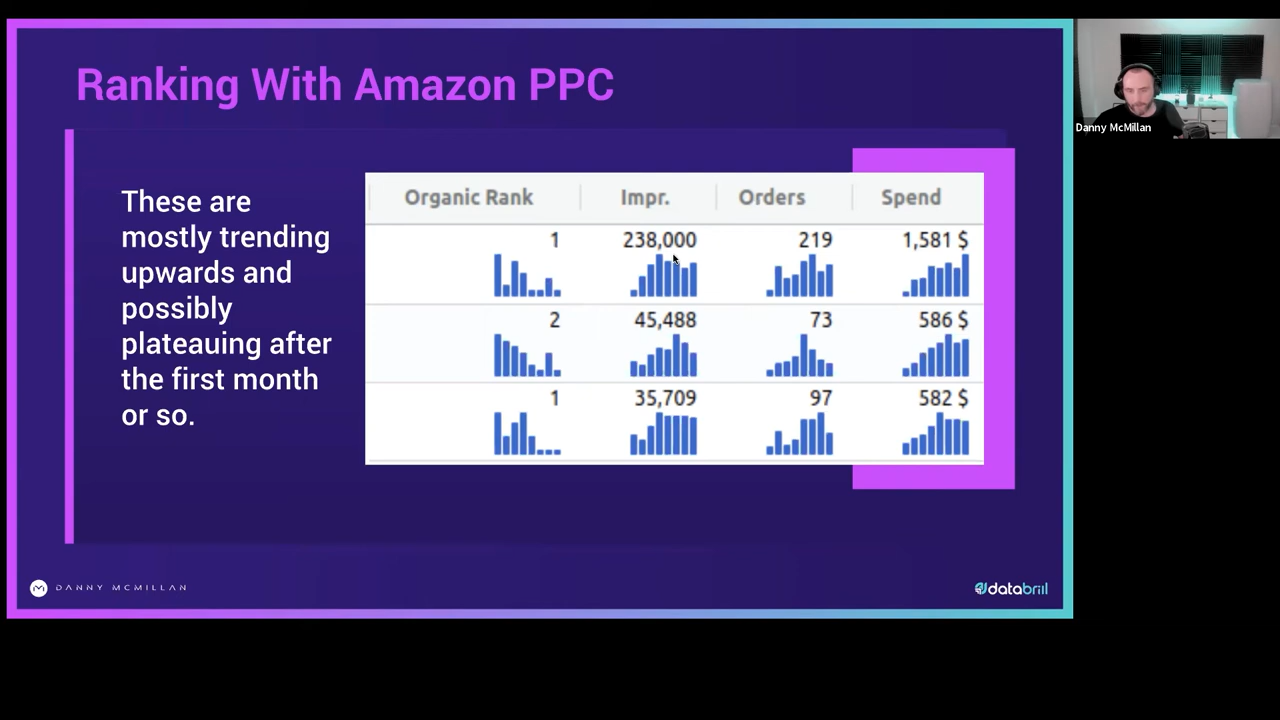 Ranking With Amazon PPC
Danny McMillan
These are
mostly trending
upwards and
possibly
plateauing after
the first month
or so.
Organic Rank Impr. Orders Spend
1 238,000 219 1,581 $
2 45,488 73 586 $
1 35,709 97 582 $
DANNY MCMILLAN
databrill